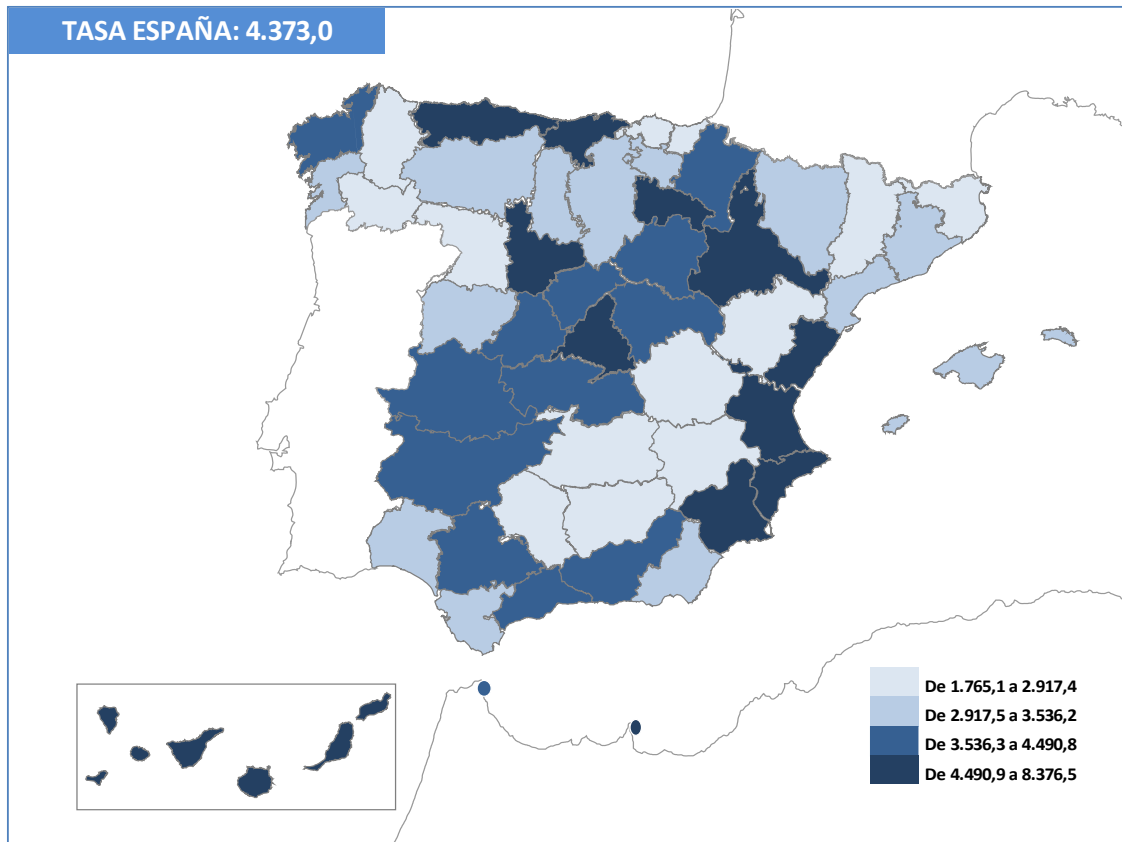 TASA ESPAÑA: 4.373,0
De 1.765,1 a 2.917,4
De 2.917,5 a 3.536,2
De 3.536,3 a 4.490,8
De 4.490,9 a 8.376,5